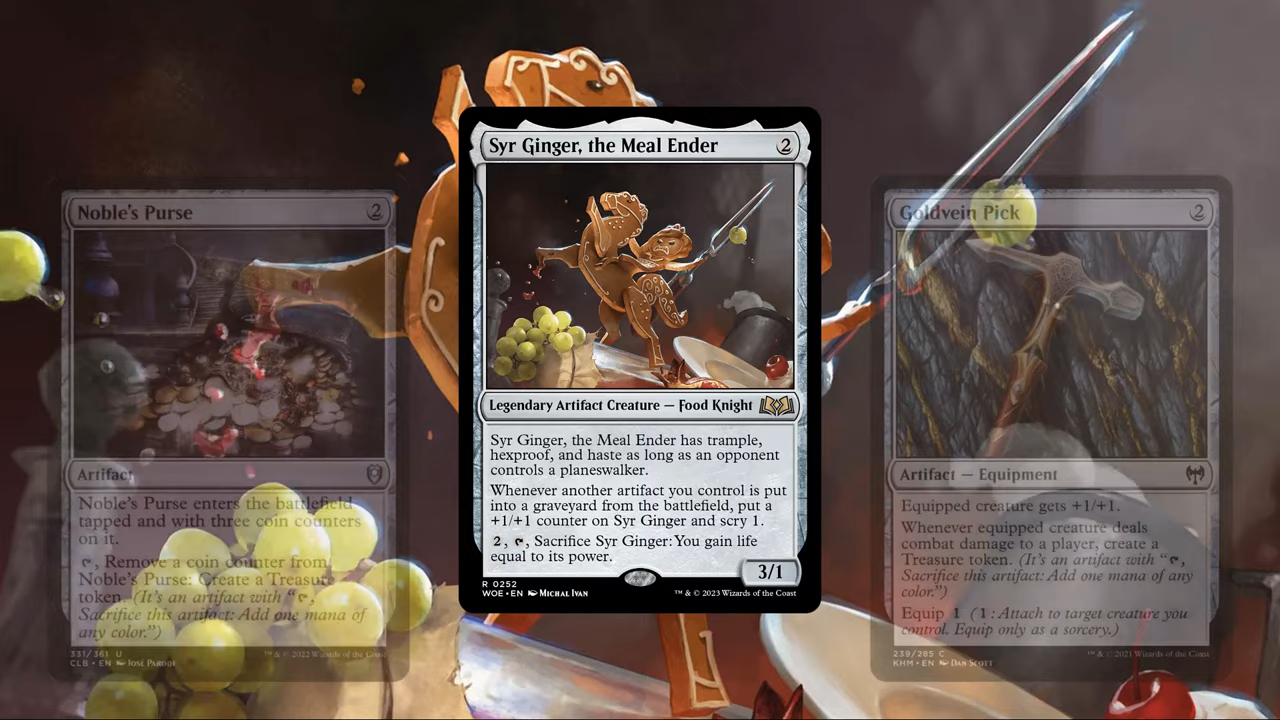 Noble's Purse 2
Artifact
Noble's Purse enters the battlefield
tapped and with three coin counters
on it.
, Remove a coin counter from
Noble's Purse: Create a Treasure
token. (It's an artifact with “ ,
Sacrifice this artifact: Add one mana of
any color.”)
331/361 U
CLB • EN José Parodi
™ & © 2022 Wizards of the Coast
Syr Ginger, the Meal Ender 2
Legendary Artifact Creature — Food Knight
Syr Ginger, the Meal Ender has trample,
hexproof, and haste as long as an opponent
controls a planeswalker.
Whenever another artifact you control is put
into a graveyard from the battlefield, put a
+1/+1 counter on Syr Ginger and scry 1.
2, , Sacrifice Syr Ginger: You gain life
equal to its power.
3/1
R 0252
WOE • EN Michal Ivan
™ & © 2023 Wizards of the Coast
Goldvein Pick 2
Artifact — Equipment
Equipped creature gets +1/+1.
Whenever equipped creature deals
combat damage to a player, create a
Treasure token. (It's an artifact with “ ,
Sacrifice this artifact: Add one mana of any
color.”)
Equip 1 (1: Attach to target creature you
control. Equip only as a sorcery.)
239/285 C
KHM • EN Dan Scott
™ & © 2021 Wizards of the Coast